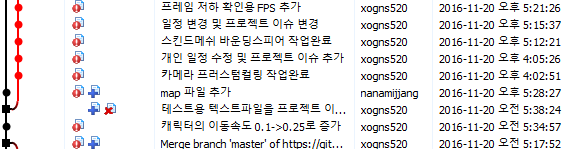 프레임 저하 확인용 FPS 추가 xogns520 2016-11-20 오후 5:21:26
일정 변경 및 프로젝트 이슈 변경 xogns520 2016-11-20 오후 5:15:37
스킨드메쉬 바운딩스피어 작업완료 xogns520 2016-11-20 오후 5:12:21
개인 일정 수정 및 프로젝트 이슈 추가 xogns520 2016-11-20 오후 4:05:26
카메라 프러스텀컬링 작업완료 xogns520 2016-11-20 오후 4:02:51
map 파일 추가 nanamijjang 2016-11-20 오후 5:28:27
테스트용 텍스트파일을 프로젝트 이... xogns520 2016-11-20 오전 5:38:24
캐릭터의 이동속도 0.1->0.25로 증가 xogns520 2016-11-20 오전 5:34:57
Merge branch 'master' of https://git... xogns520 2016-11-20 오전 5:17:52